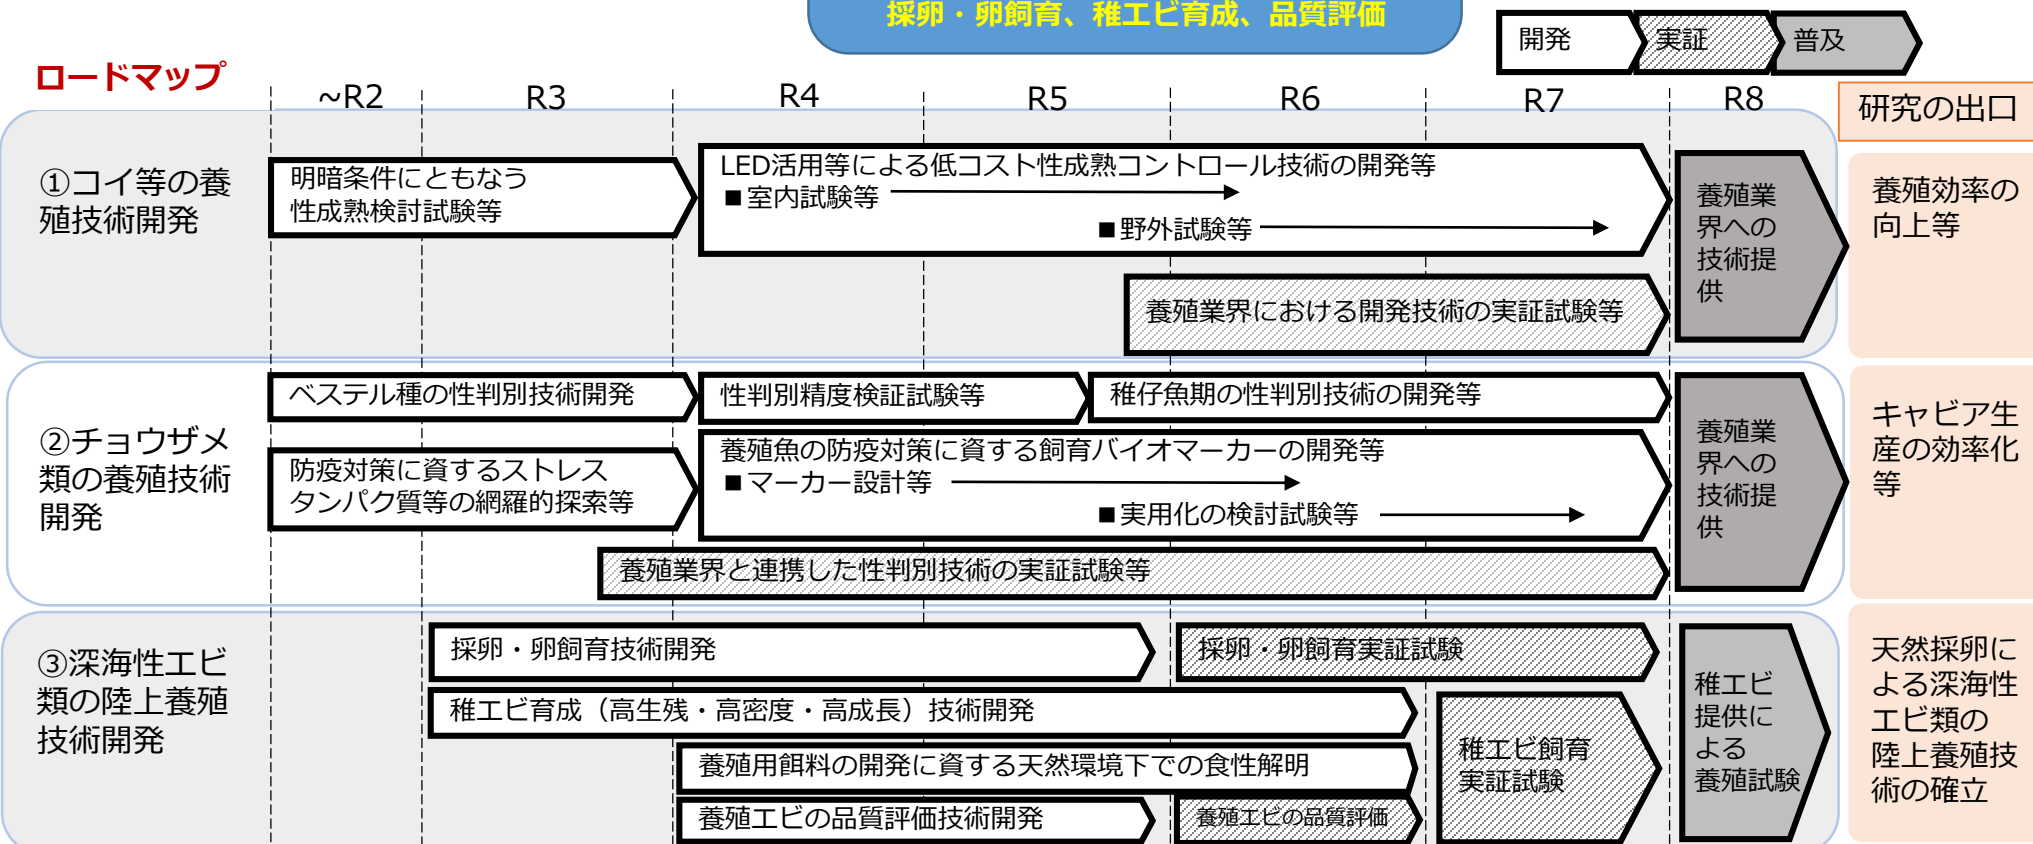 採卵・卵飼育、稚エビ育成、品質評価
開発
実証
普及
ロードマップ
~R2
R3
R4
R5
R6
R7
R8
研究の出口
①コイ等の養
殖技術開発
明暗条件にともなう
性成熟検討試験等
LED活用等による低コスト性成熟コントロール技術の開発等
■室内試験等
■野外試験等
養殖業界における開発技術の実証試験等
養殖業
界への
技術提
供
養殖効率の
向上等
②チョウザメ
類の養殖技術
開発
ベステル種の性判別技術開発
性判別精度検証試験等
稚仔魚期の性判別技術の開発等
防疫対策に資するストレス
タンパク質等の網羅的探索等
養殖魚の防疫対策に資する飼育バイオマーカーの開発等
■マーカー設計等
■実用化の検討試験等
養殖業界と連携した性判別技術の実証試験等
養殖業
界への
技術提
供
キャビア生
産の効率化
等
③深海性エビ
類の陸上養殖
技術開発
採卵・卵飼育技術開発
採卵・卵飼育実証試験
稚エビ育成（高生残・高密度・高成長）技術開発
養殖用餌料の開発に資する天然環境下での食性解明
養殖エビの品質評価技術開発
養殖エビの品質評価
稚エビ飼育
実証試験
稚エビ
提供に
よる
養殖試験
天然採卵に
よる深海性
エビ類の
陸上養殖技
術の確立